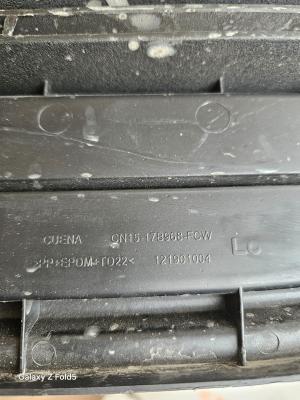 CUENA CN15-17B968-FCW
>PP+EPDM+TD22< 121901004
LC
Galaxy Z Fold5